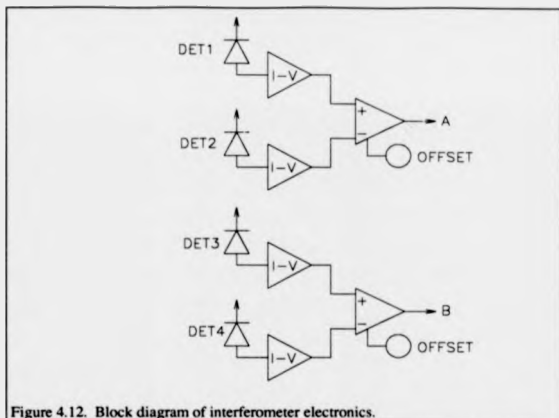 DET1
I-V
+
A
-
DET2
I-V
OFFSET
DET3
I-V
+
B
-
DET4
I-V
OFFSET
Figure 4.12. Block diagram of interferometer electronics.